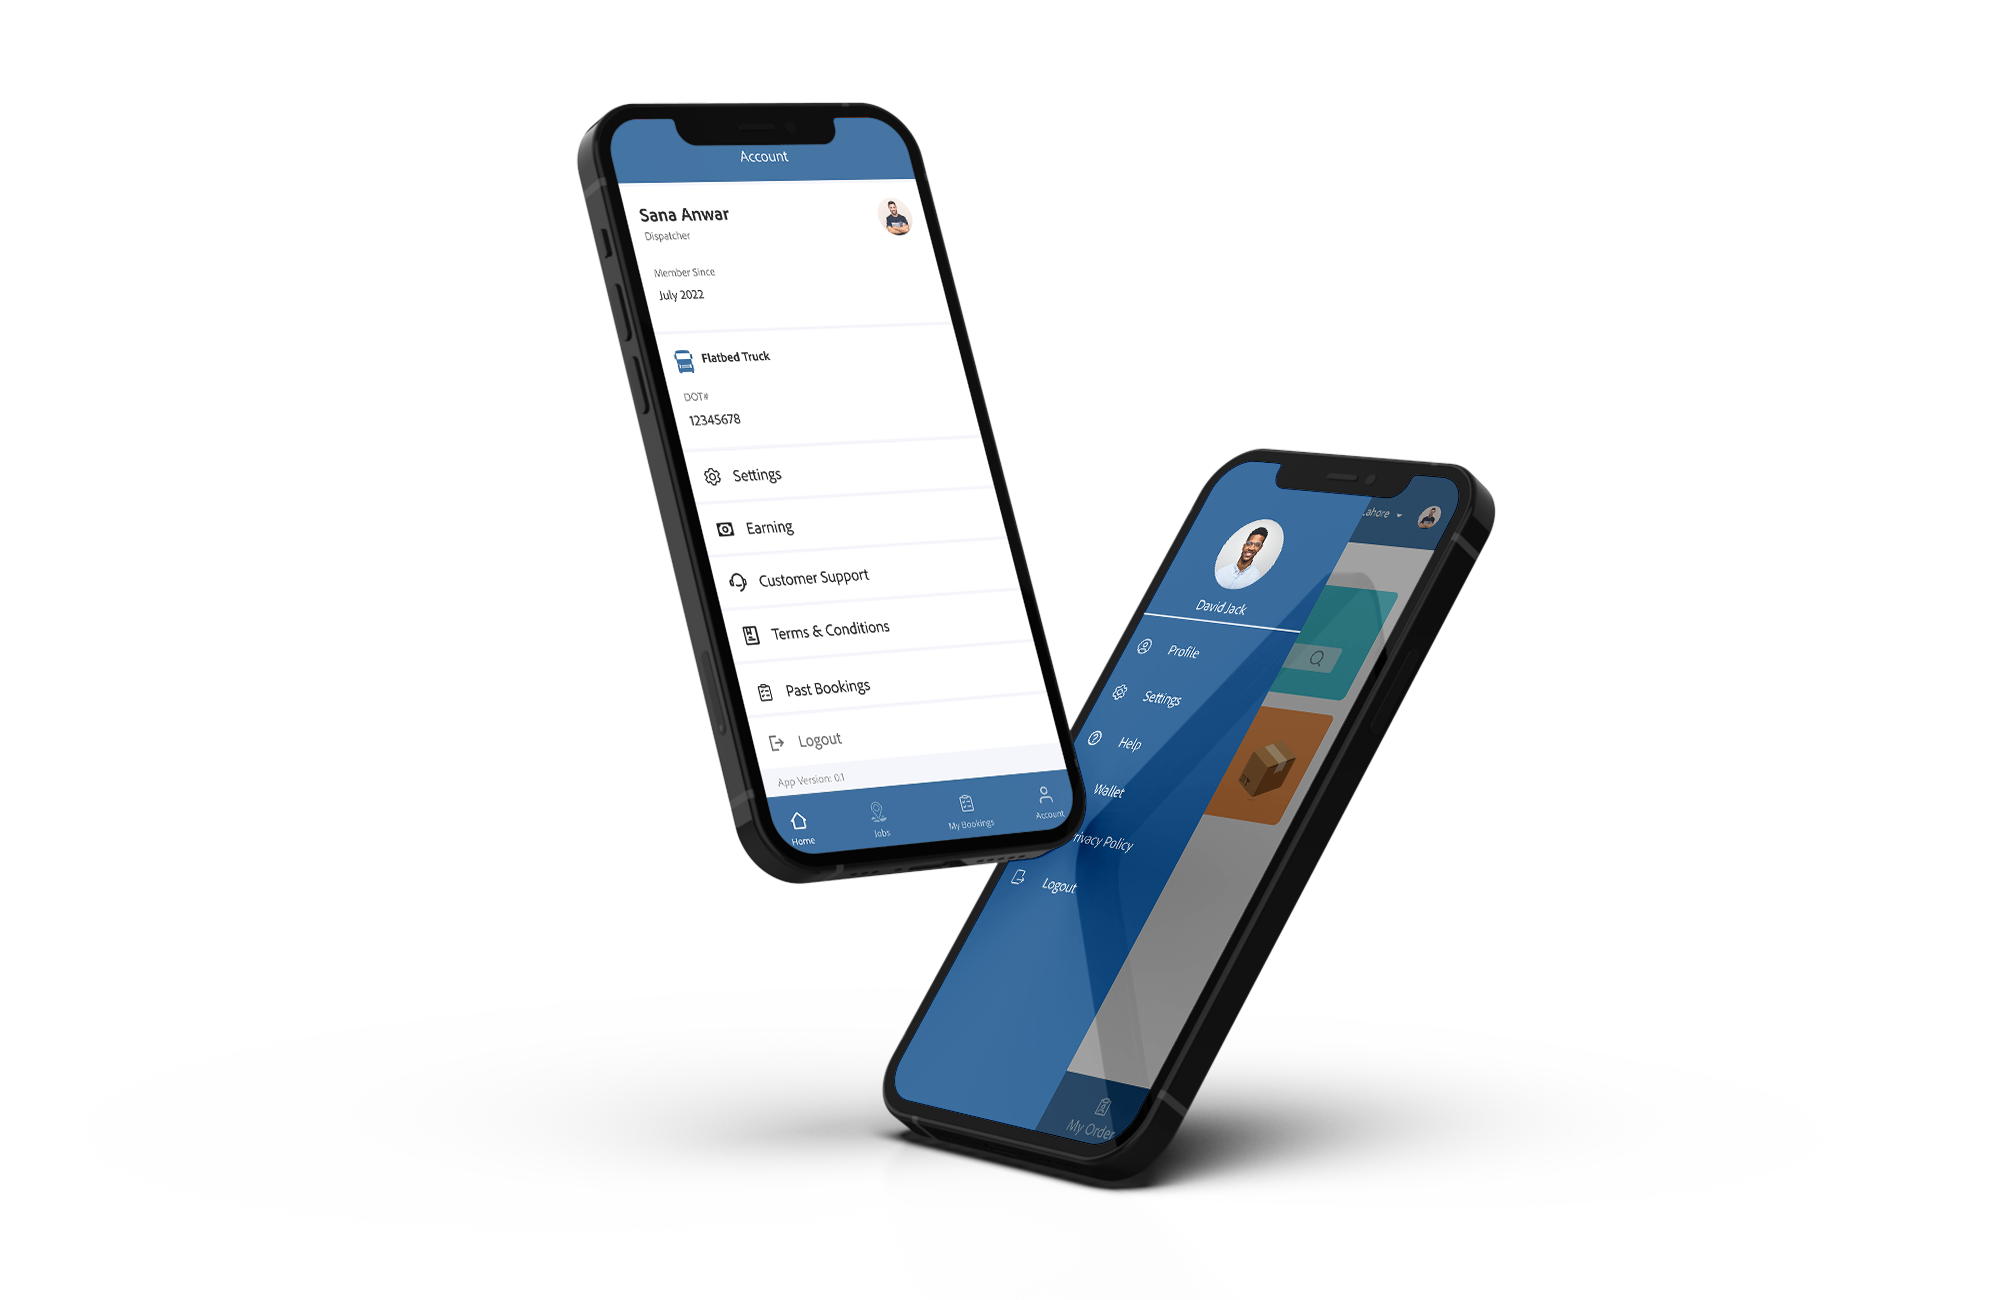 Account
Sana Anwar
Dispatcher
Member Since
July 2022
Flatbed Truck
DOT#
12345678
Settings
Earning
Customer Support
Terms & Conditions
Past Bookings
Logout
App Version: 0.1
Home
Jobs
My Bookings
Account
ahore
David Jack
Profile
Settings
Help
Wallet
rivacy Policy
Logout
My Order